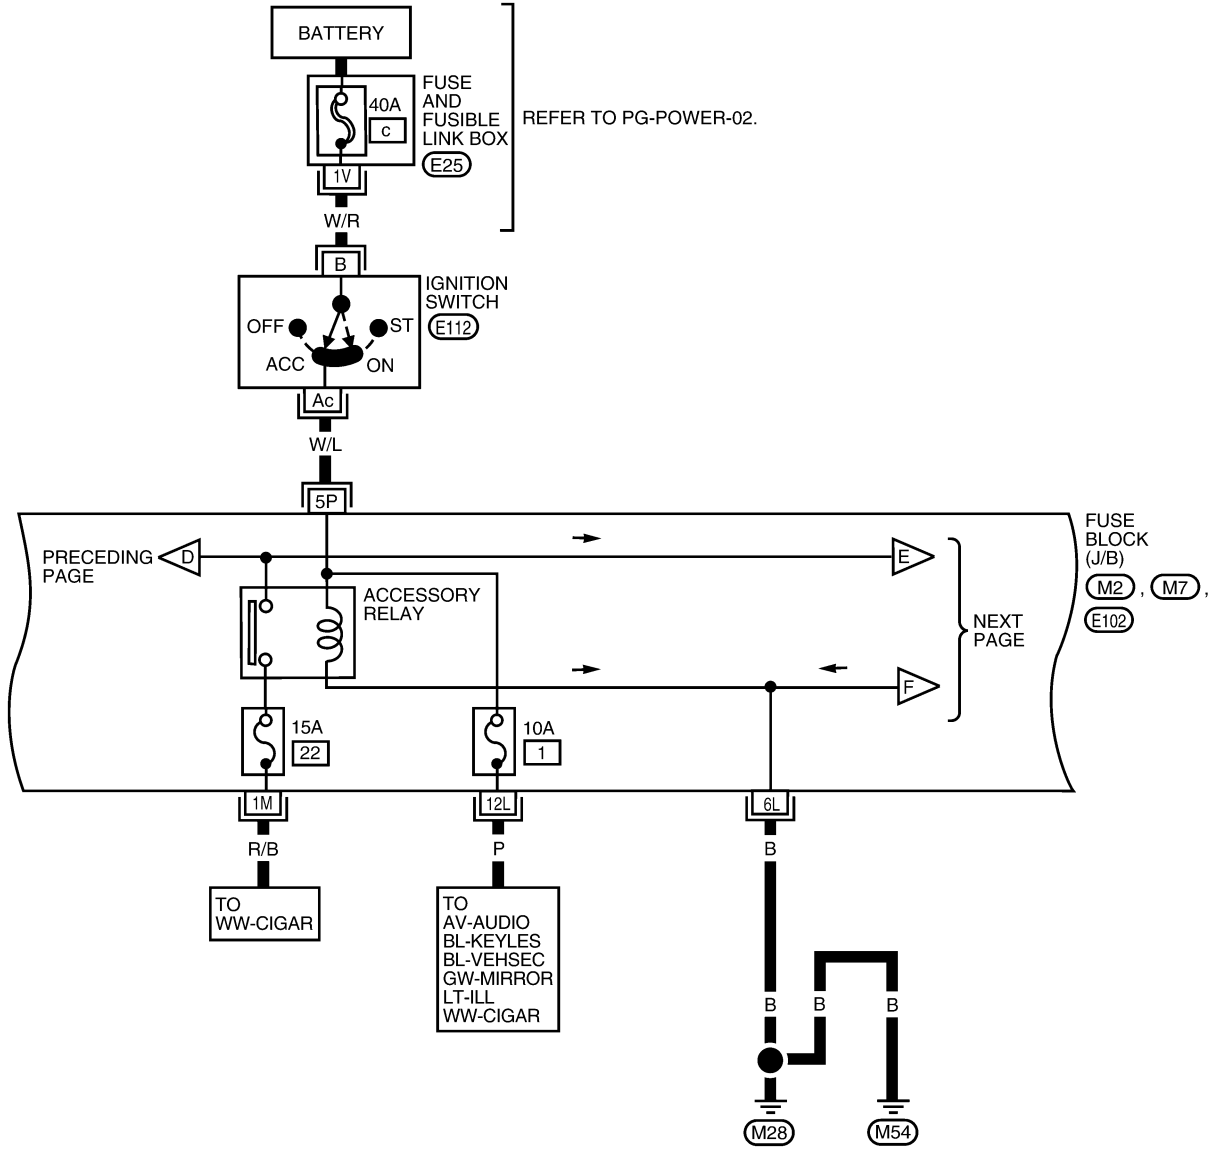 BATTERY
FUSE
AND
FUSIBLE
LINK BOX
E25
40A
c
REFER TO PG-POWER-02.
1V
W/R
B
IGNITION
SWITCH
E112
OFF
ST
ACC
ON
Ac
W/L
5P
FUSE
BLOCK
(J/B)
M2 , M7 ,
E102
PRECEDING
PAGE
D
E
ACCESSORY
RELAY
NEXT
PAGE
F
15A
22
10A
1
1M
12L
6L
R/B
P
B
TO
WW-CIGAR
TO
AV-AUDIO
BL-KEYLES
BL-VEHSEC
GW-MIRROR
LT-ILL
WW-CIGAR
B
B
B
M28
M54